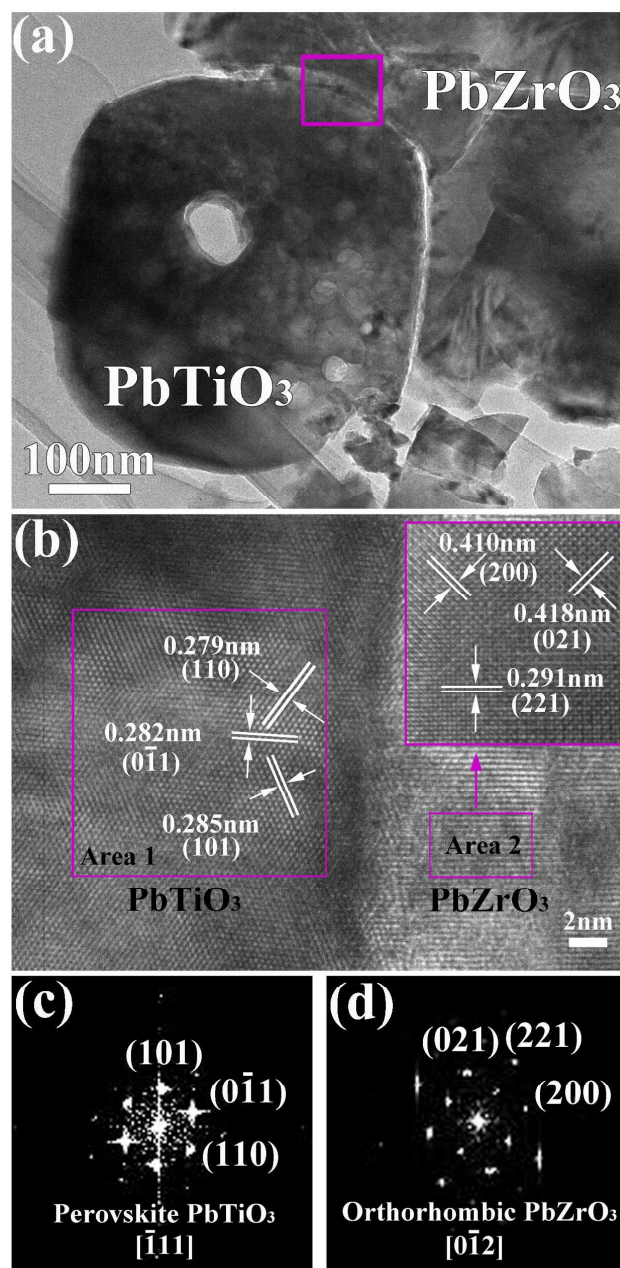 (a)
PbZrO₃
PbTiO₃
100nm
(b)
0.410nm
(200)
0.418nm
(021)
0.291nm
(221)
0.279nm
(110)
0.282nm
(01̄1)
0.285nm
(101)
Area 1
Area 2
PbTiO₃
PbZrO₃
2nm
(c)
(101)
(01̄1)
(110)
Perovskite PbTiO₃
[1̄11]
(d)
(021)
(221)
(200)
Orthorhombic PbZrO₃
[01̄2]